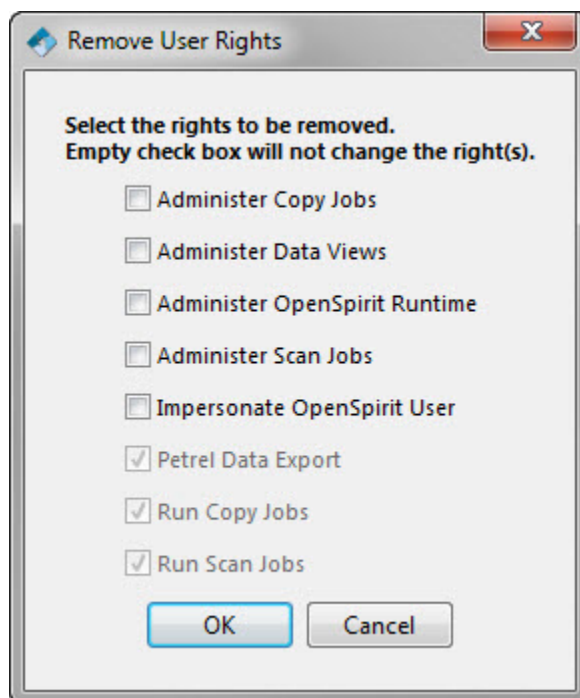 Remove User Rights
Select the rights to be removed.
Empty check box will not change the right(s).
Administer Copy Jobs
Administer Data Views
Administer OpenSpirit Runtime
Administer Scan Jobs
Impersonate OpenSpirit User
Petrel Data Export
Run Copy Jobs
Run Scan Jobs
OK Cancel